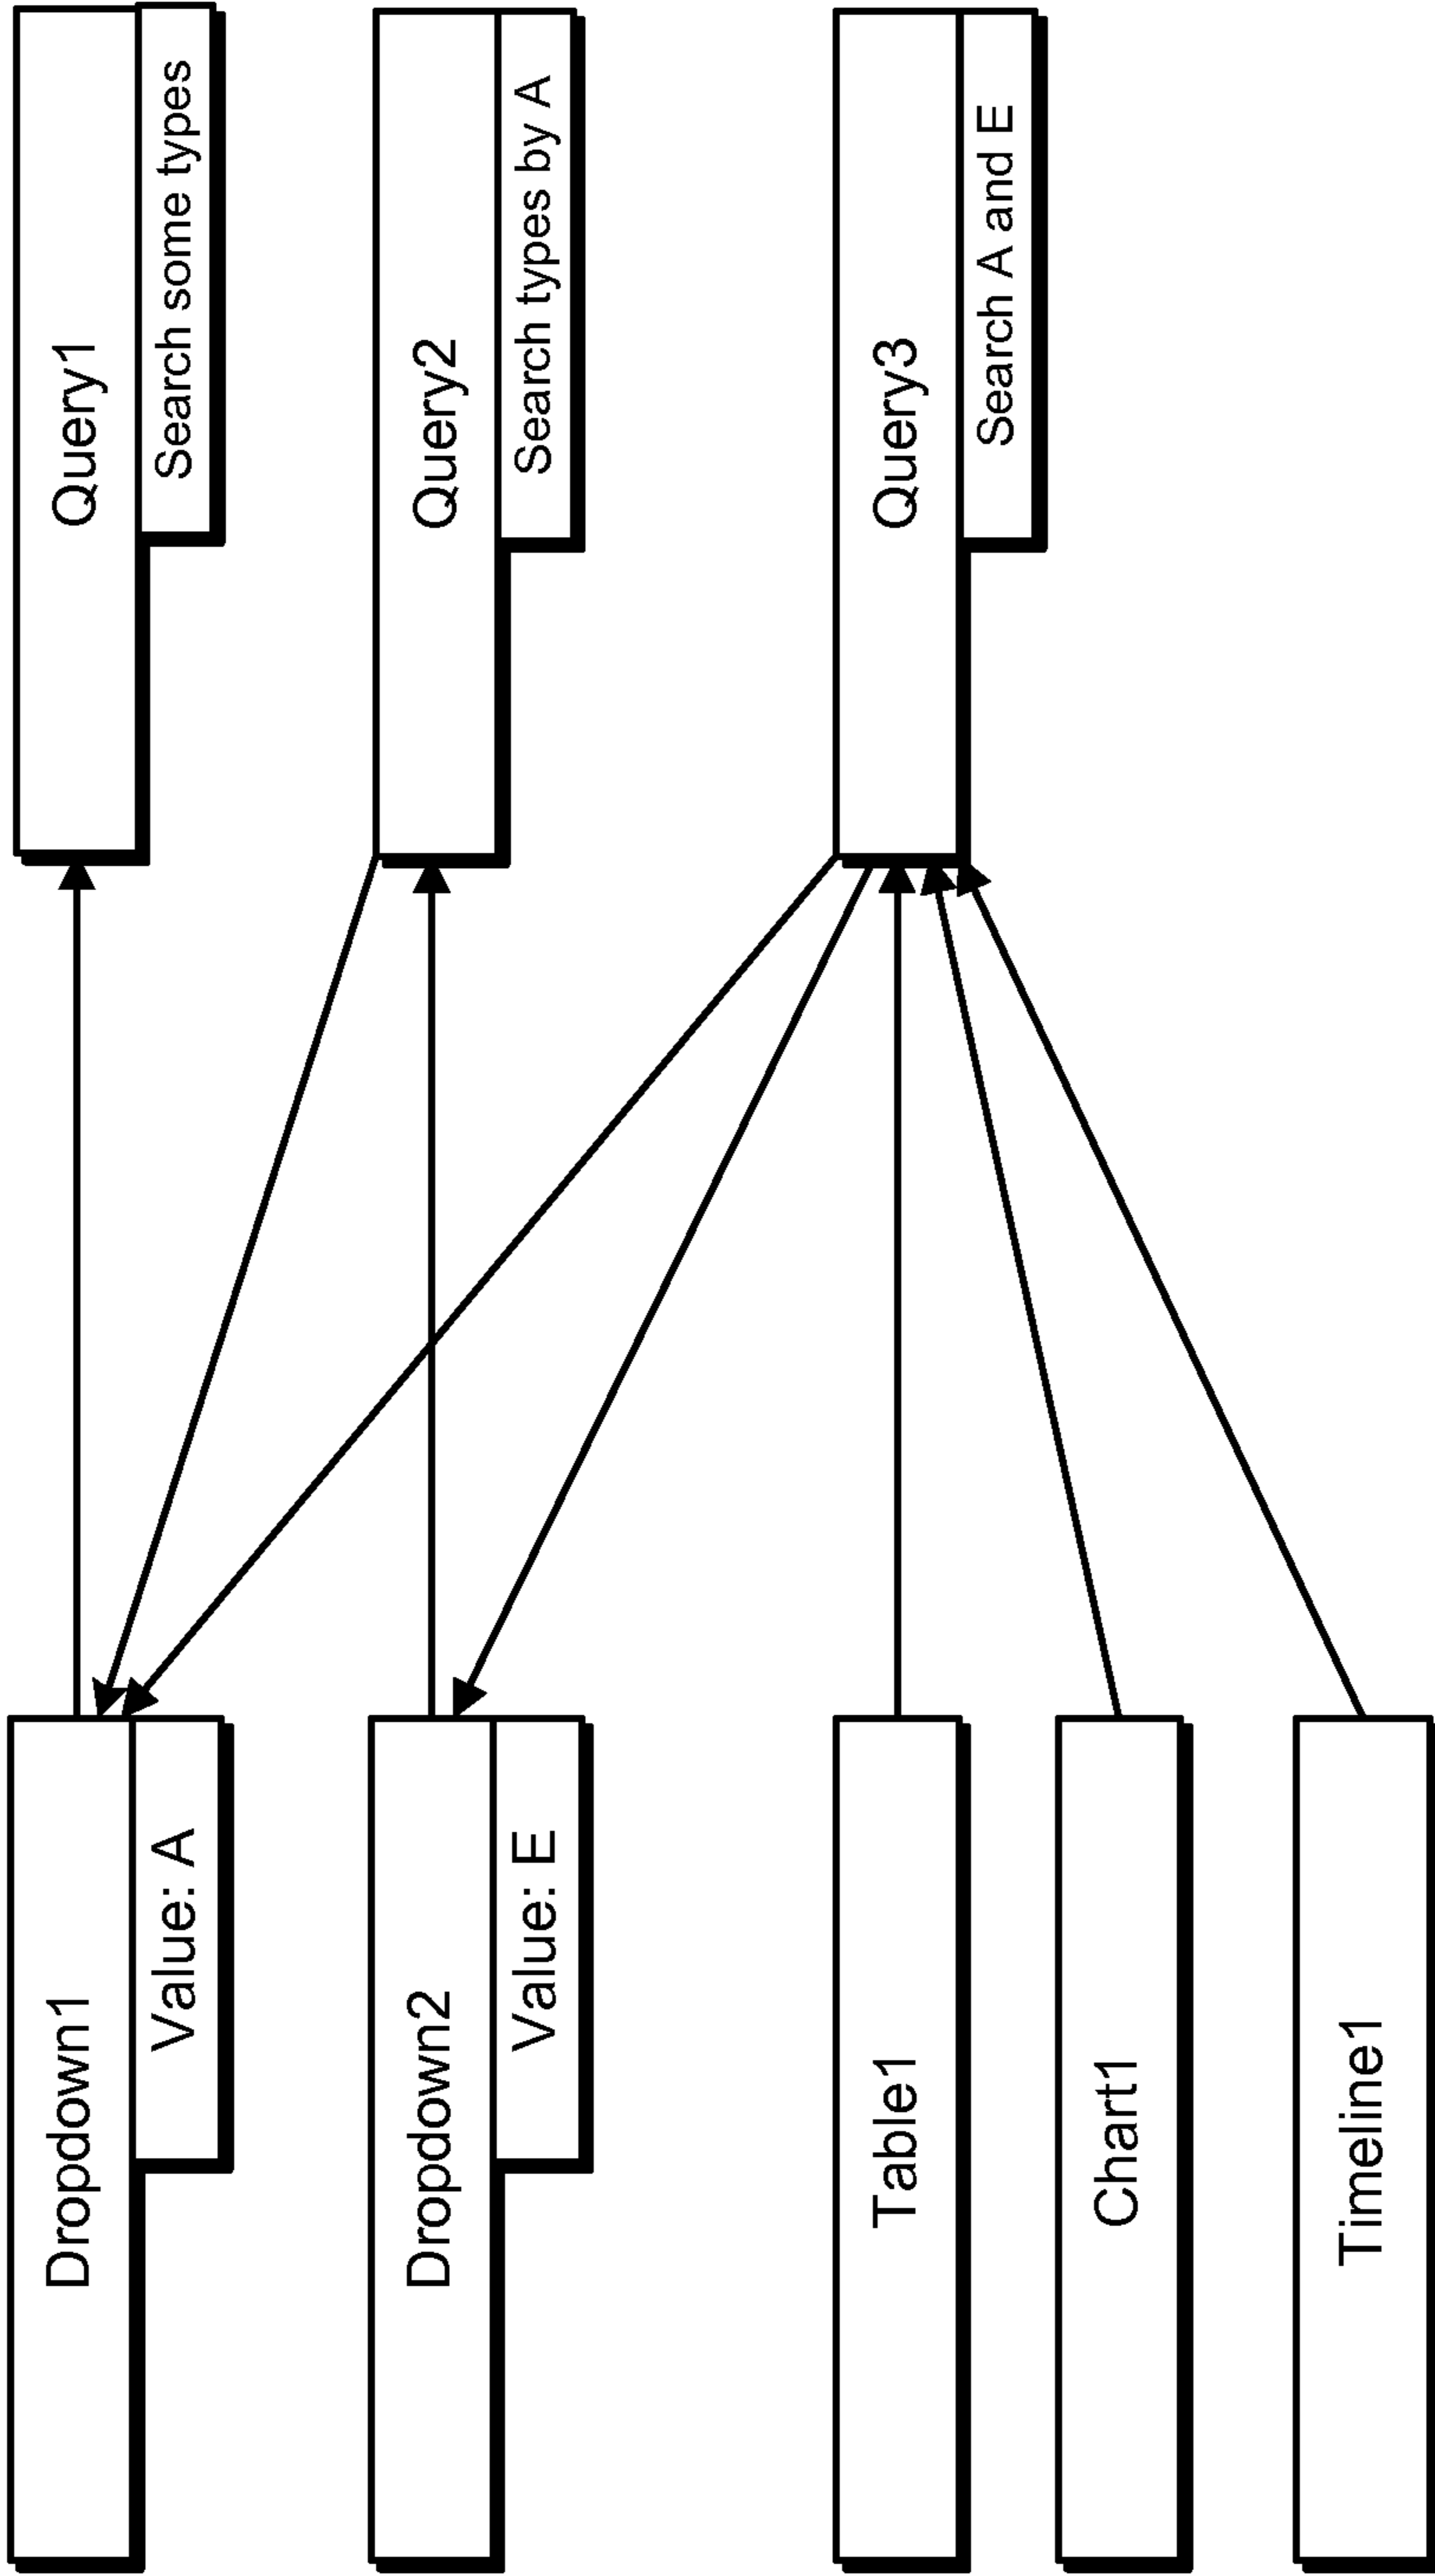 Dropdown1
Value: A
Query1
Search some types
Dropdown2
Value: E
Query2
Search types by A
Table1
Query3
Search A and E
Chart1
Timeline1